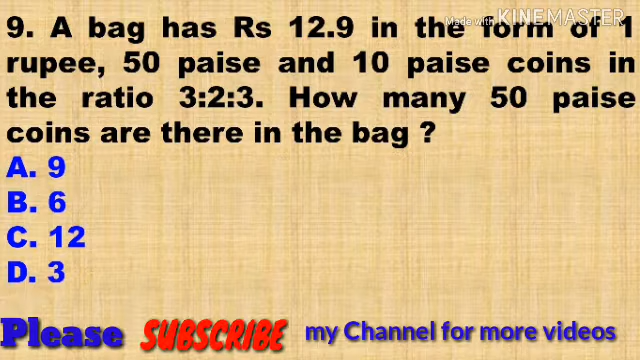 Made with KINEMASTER
9. A bag has Rs 12.9 in the form of 1
rupee, 50 paise and 10 paise coins in
the ratio 3:2:3. How many 50 paise
coins are there in the bag ?
A. 9
B. 6
C. 12
D. 3
Please SUBSCRIBE my Channel for more videos